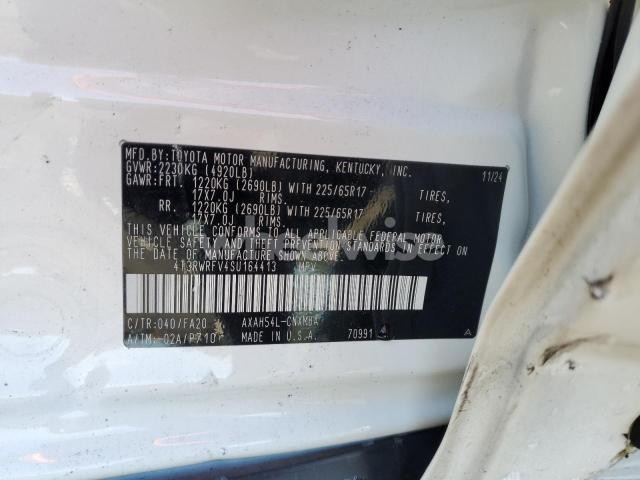 MFD.BY:TOYOTA MOTOR MANUFACTURING, KENTUCKY, INC. 11/24
GVWR:2230KG (4920LB)
GAWR:FRT. 1220KG (2690LB) WITH 225/65R17 TIRES,
17X7.0J RIMS.
RR. 1220KG (2690LB) WITH 225/65R17 TIRES,
17X7.0J RIMS.
THIS VEHICLE CONFORMS TO ALL APPLICABLE FEDERAL MOTOR
VEHICLE SAFETY AND THEFT PREVENTION STANDARDS IN EFFECT ON
THE DATE OF MANUFACTURE SHOWN ABOVE.
4T3RWRFV4SU164413 MPV
C/TR:040/FA20 AXAH54L-CNXMBA
A/TM:-02A/P710 MADE IN U.S.A. 70991 A
wheelwise